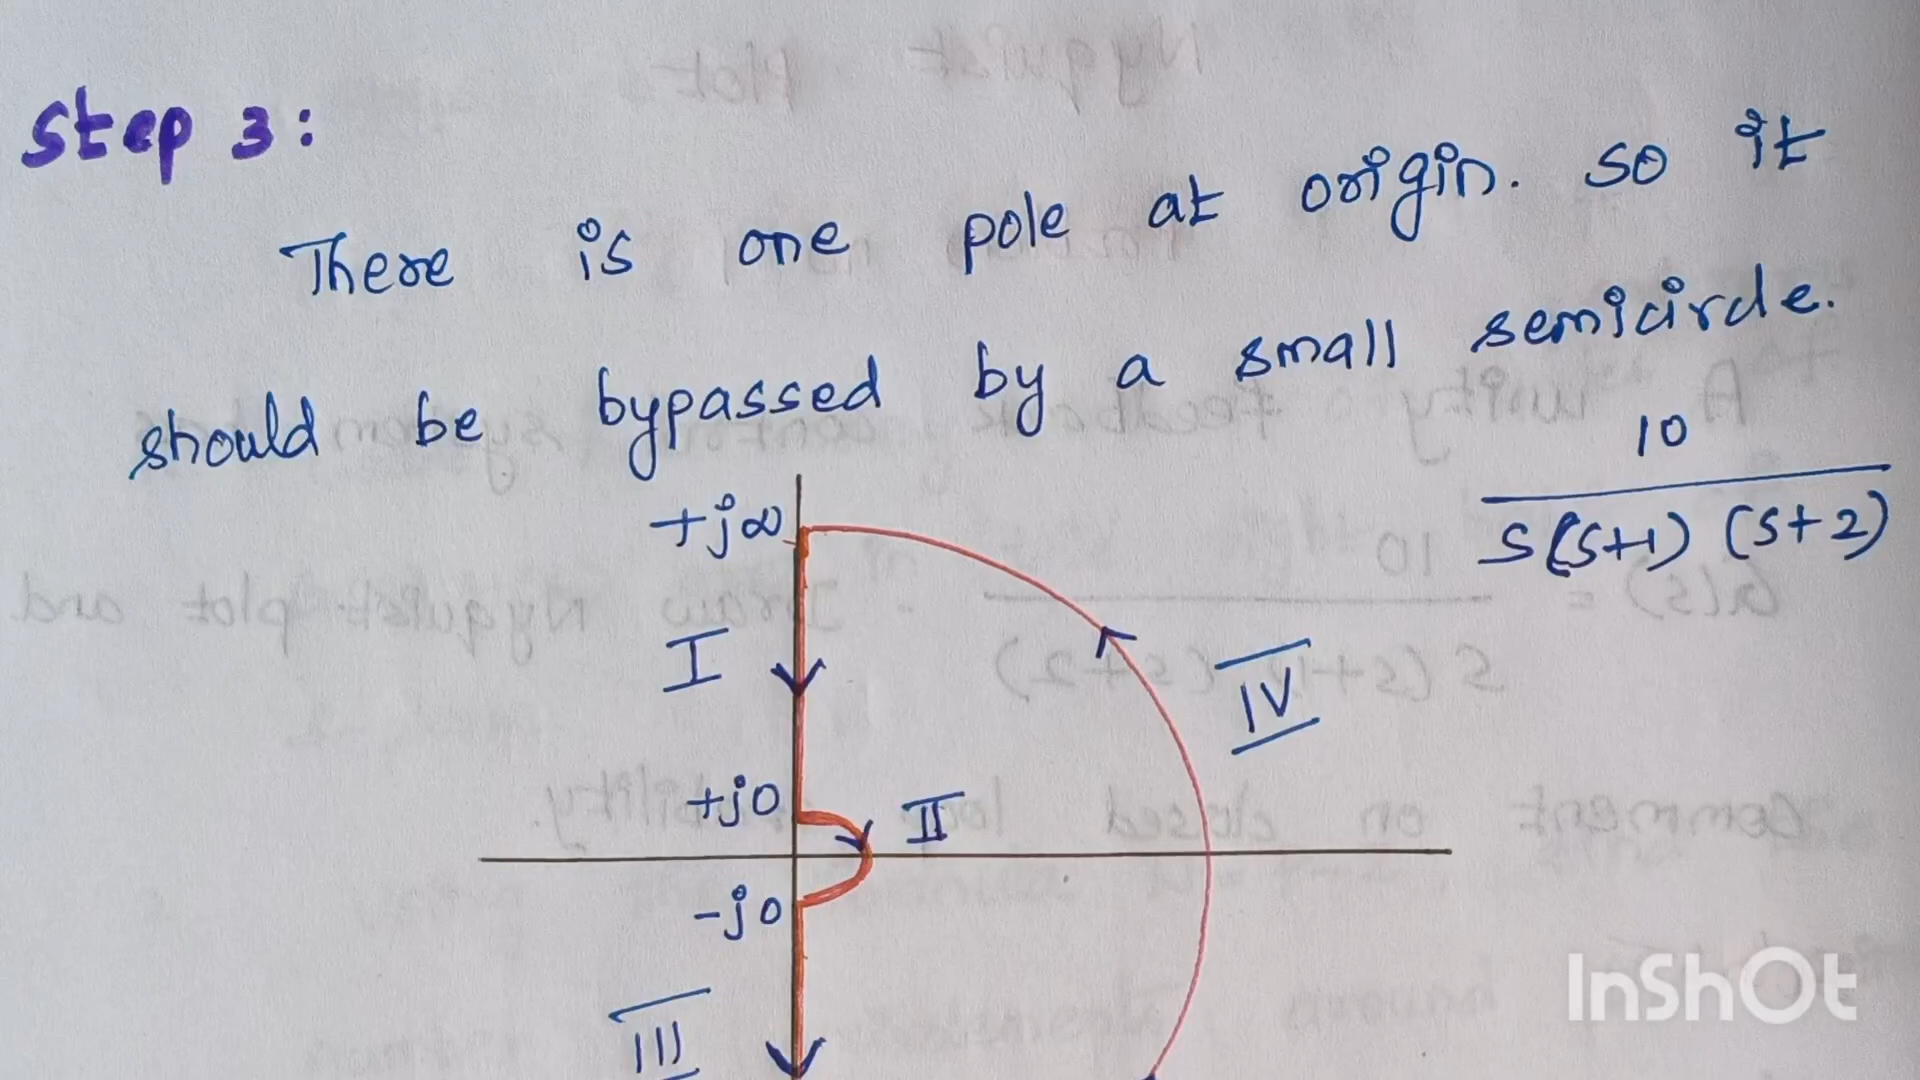 Step 3:
There is one pole at origin. so it
should be bypassed by a small semicircle.
10
S(S+1) (S+2)
+j∞
I
IV
+j0
II
-j0
III
InShOt